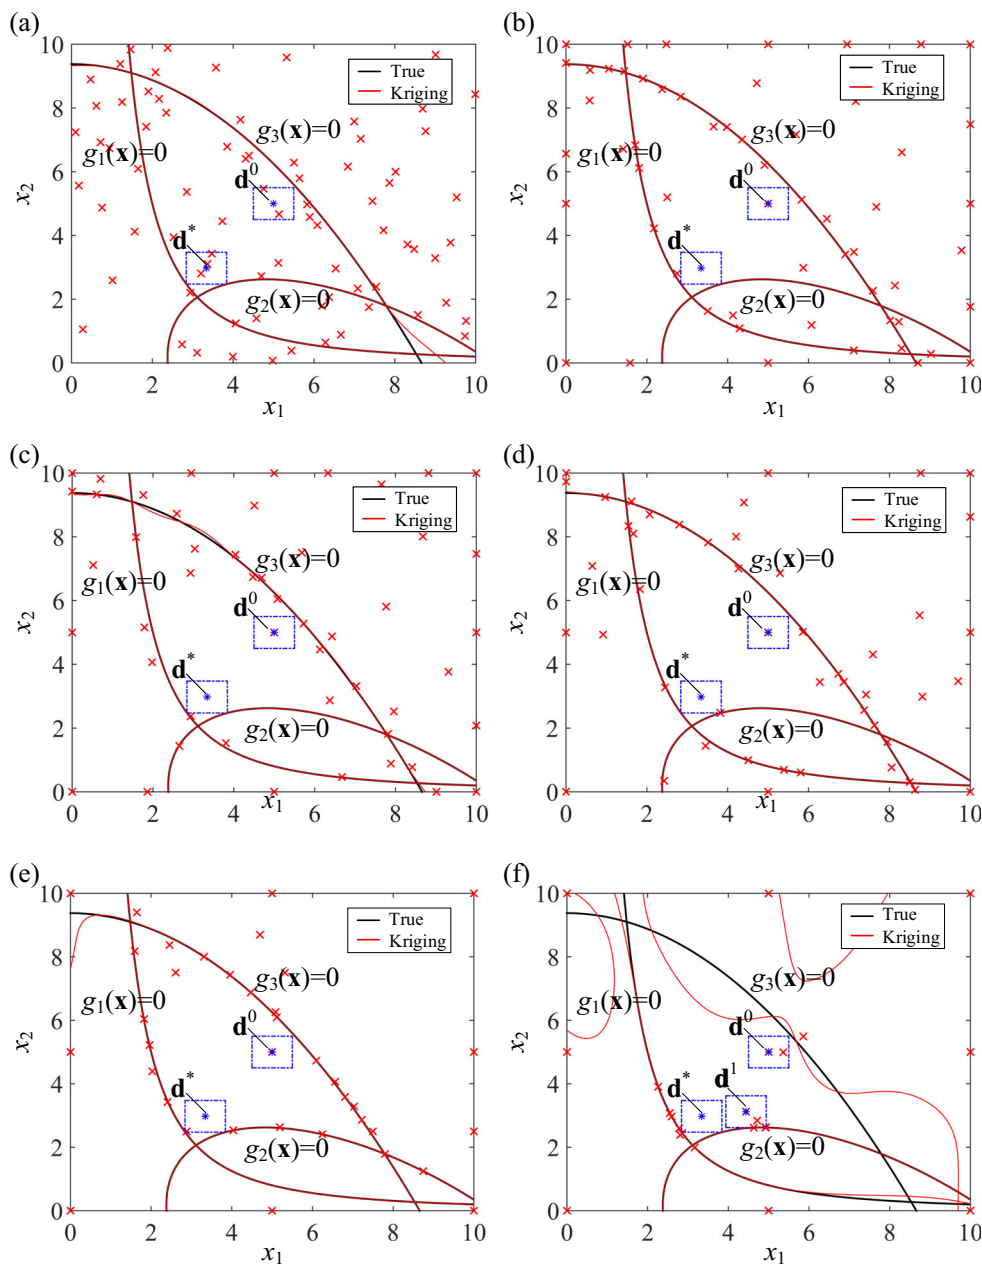 (a)
10
8
6
4
2
0
x2
0 2 4 6 8 10
x1
True
Kriging
g1(x)=0
g3(x)=0
g2(x)=0
d0
d*
(b)
10
8
6
4
2
0
x2
0 2 4 6 8 10
x1
True
Kriging
g1(x)=0
g3(x)=0
g2(x)=0
d0
d*
(c)
10
8
6
4
2
0
x2
0 2 4 6 8 10
x1
True
Kriging
g1(x)=0
g3(x)=0
g2(x)=0
d0
d*
(d)
10
8
6
4
2
0
x2
0 2 4 6 8 10
x1
True
Kriging
g1(x)=0
g3(x)=0
g2(x)=0
d0
d*
(e)
10
8
6
4
2
0
x2
0 2 4 6 8 10
x1
True
Kriging
g1(x)=0
g3(x)=0
g2(x)=0
d0
d*
(f)
10
8
6
4
2
0
x2
0 2 4 6 8 10
x1
True
Kriging
g1(x)=0
g3(x)=0
g2(x)=0
d0
d*
d1